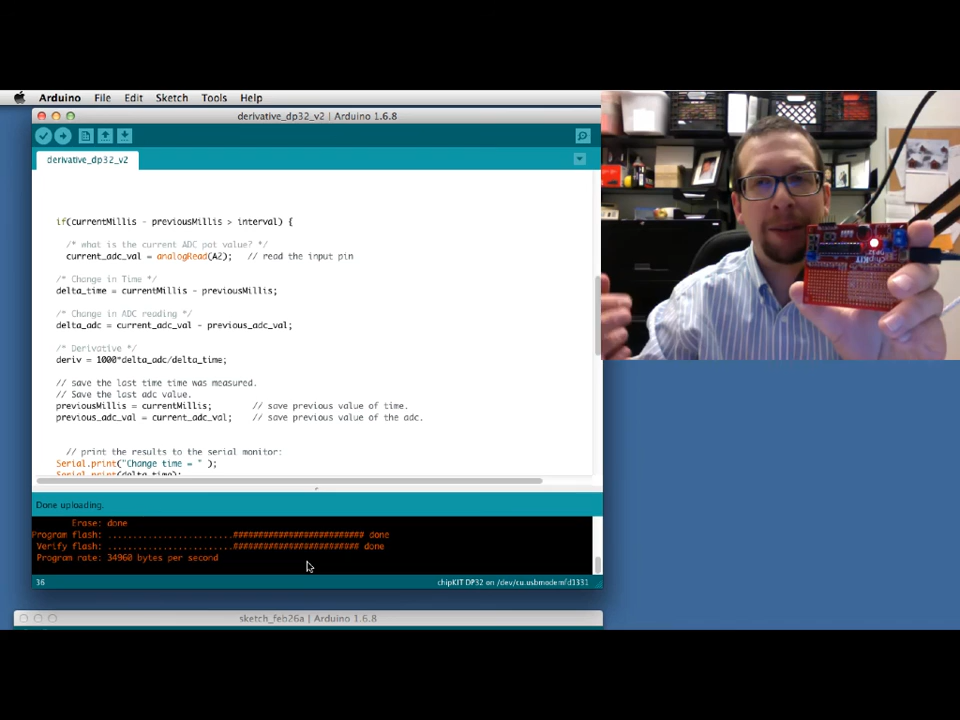 Arduino File Edit Sketch Tools Help
derivative_dp32_v2 | Arduino 1.6.8
derivative_dp32_v2
if(currentMillis - previousMillis > interval) {
/* what is the current ADC pot value? */
current_adc_val = analogRead(A2); // read the input pin
/* Change in Time */
delta_time = currentMillis - previousMillis;
/* Change in ADC reading */
delta_adc = current_adc_val - previous_adc_val;
/* Derivative */
deriv = 1000*delta_adc/delta_time;
// save the last time time was measured.
// Save the last adc value.
previousMillis = currentMillis; // save previous value of time.
previous_adc_val = current_adc_val; // save previous value of the adc.
// print the results to the serial monitor:
Serial.print("Change time = " );
Serial.print(delta_time);
Done uploading.
Erase: done
Program flash: .........................########################## done
Verify flash: .........................######################### done
Program rate: 34960 bytes per second
36
chipKIT DP32 on /dev/cu.usbmodemfd1331
sketch_feb26a | Arduino 1.6.8
chipKIT
DP32